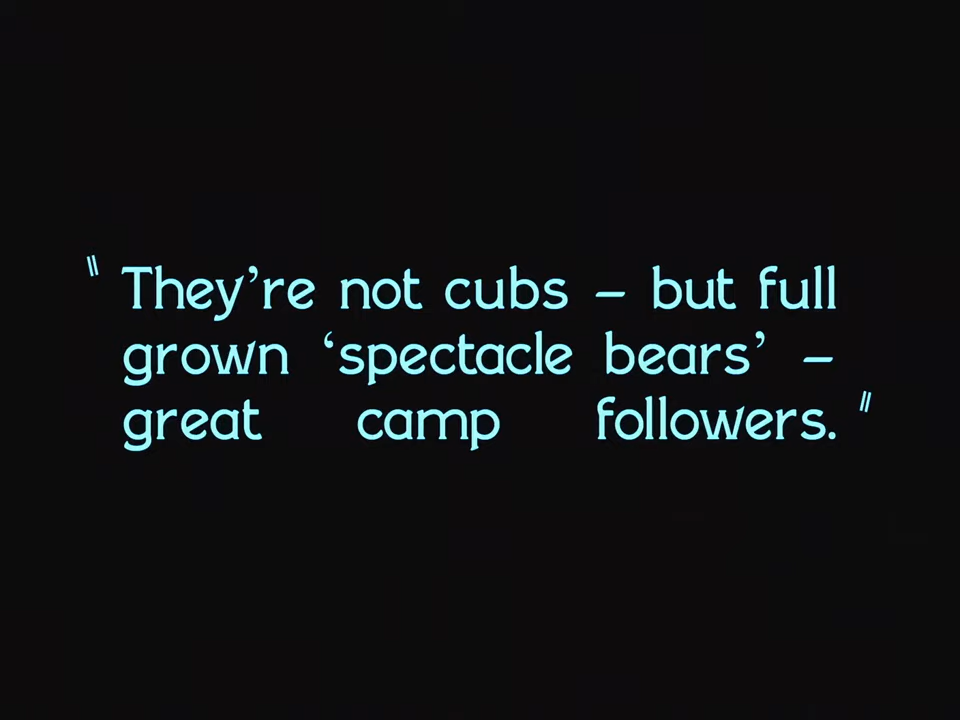 "They’re not cubs – but full
grown ‘spectacle bears’ –
great camp followers."